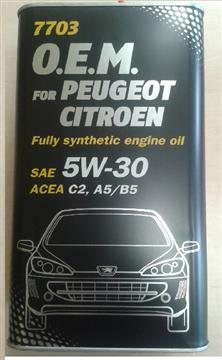 7703
O.E.M.
FOR PEUGEOT
CITROEN
Fully synthetic engine oil
SAE 5W-30
ACEA C2, A5/B5